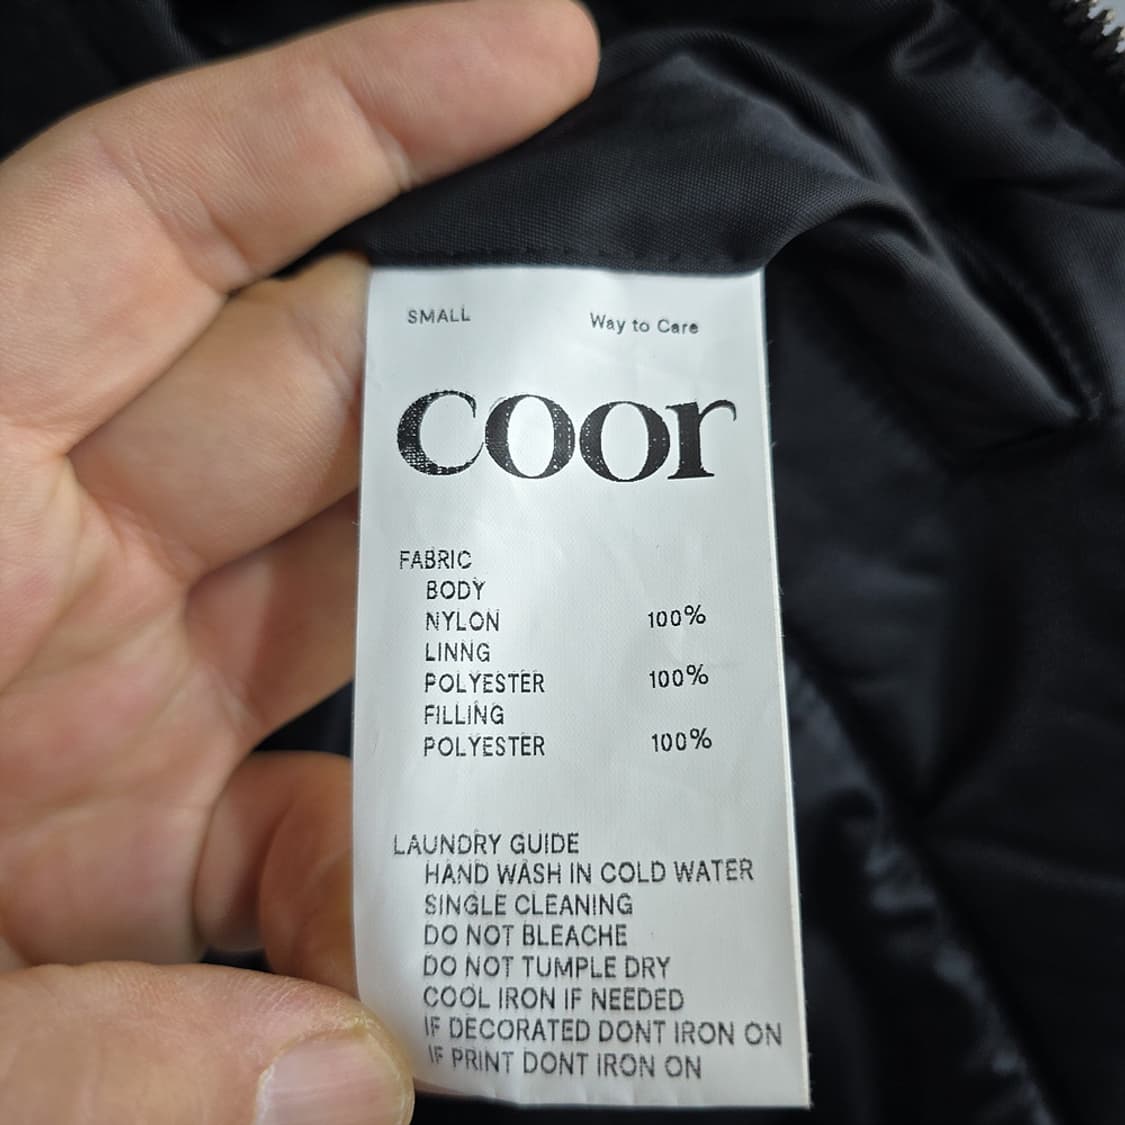 SMALL Way to Care
coor
FABRIC
BODY
NYLON 100%
LINNG
POLYESTER 100%
FILLING
POLYESTER 100%
LAUNDRY GUIDE
HAND WASH IN COLD WATER
SINGLE CLEANING
DO NOT BLEACHE
DO NOT TUMPLE DRY
COOL IRON IF NEEDED
IF DECORATED DONT IRON ON
IF PRINT DONT IRON ON